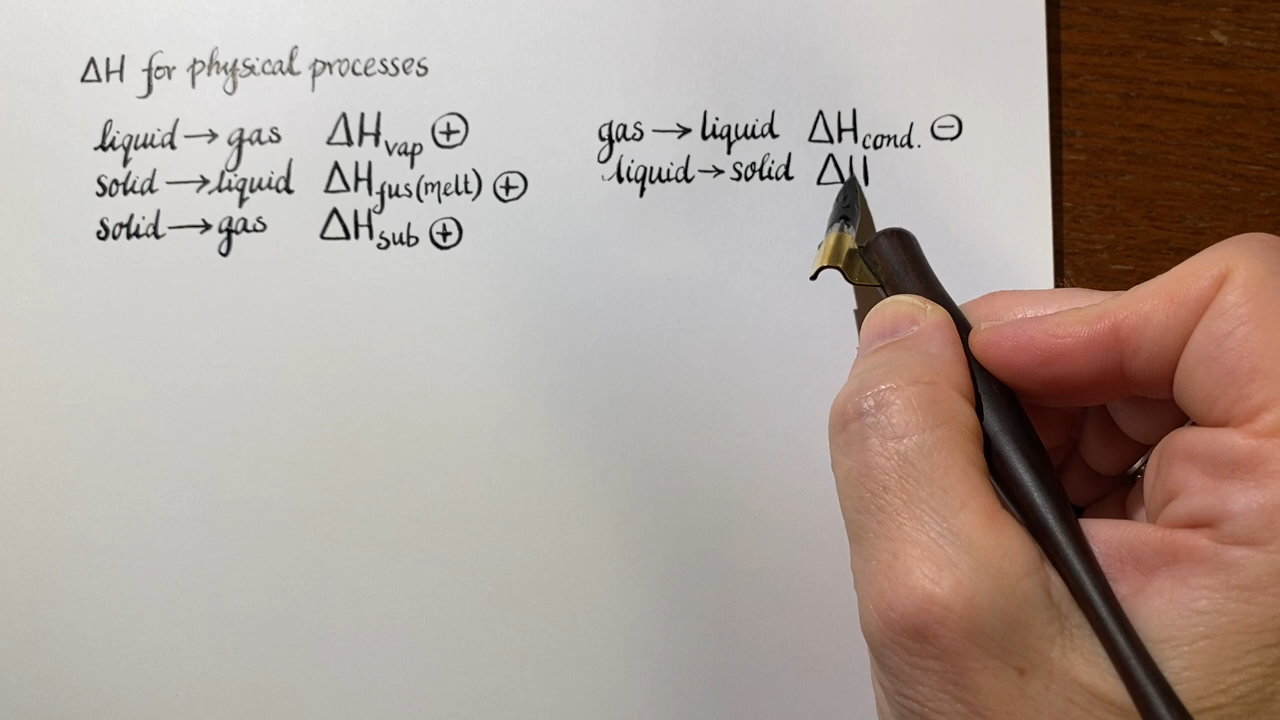 ΔH for physical processes
liquid → gas ΔHvap ⊕
solid → liquid ΔHfus(melt) ⊕
solid → gas ΔHsub ⊕
gas → liquid ΔHcond. ⊖
liquid → solid ΔH